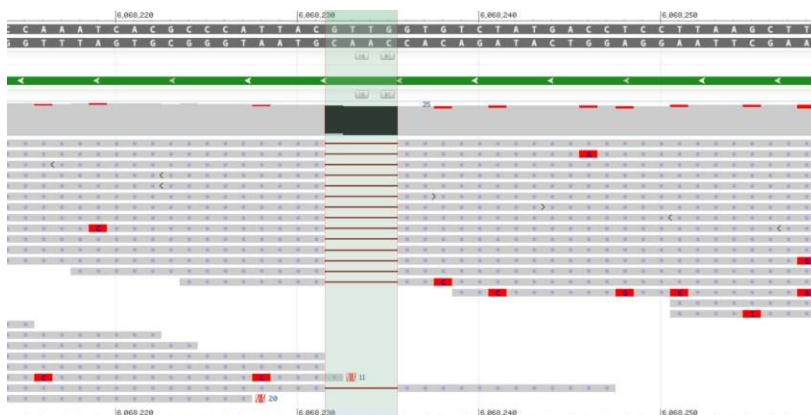 6,068,220 6,068,230 6,068,240 6,068,250
C C A A A T C A C G C C C A T T A C G T T G G T G T C T A T G A C C T C C T T A A G C T T
G G T T T A G T G C G G G T A A T G C A A C C A C A G A T A C T G G A G G A A T T C G A A
25
A
C
C
C G
C C 11
20
6,068,220 6,068,230 6,068,240 6,068,250